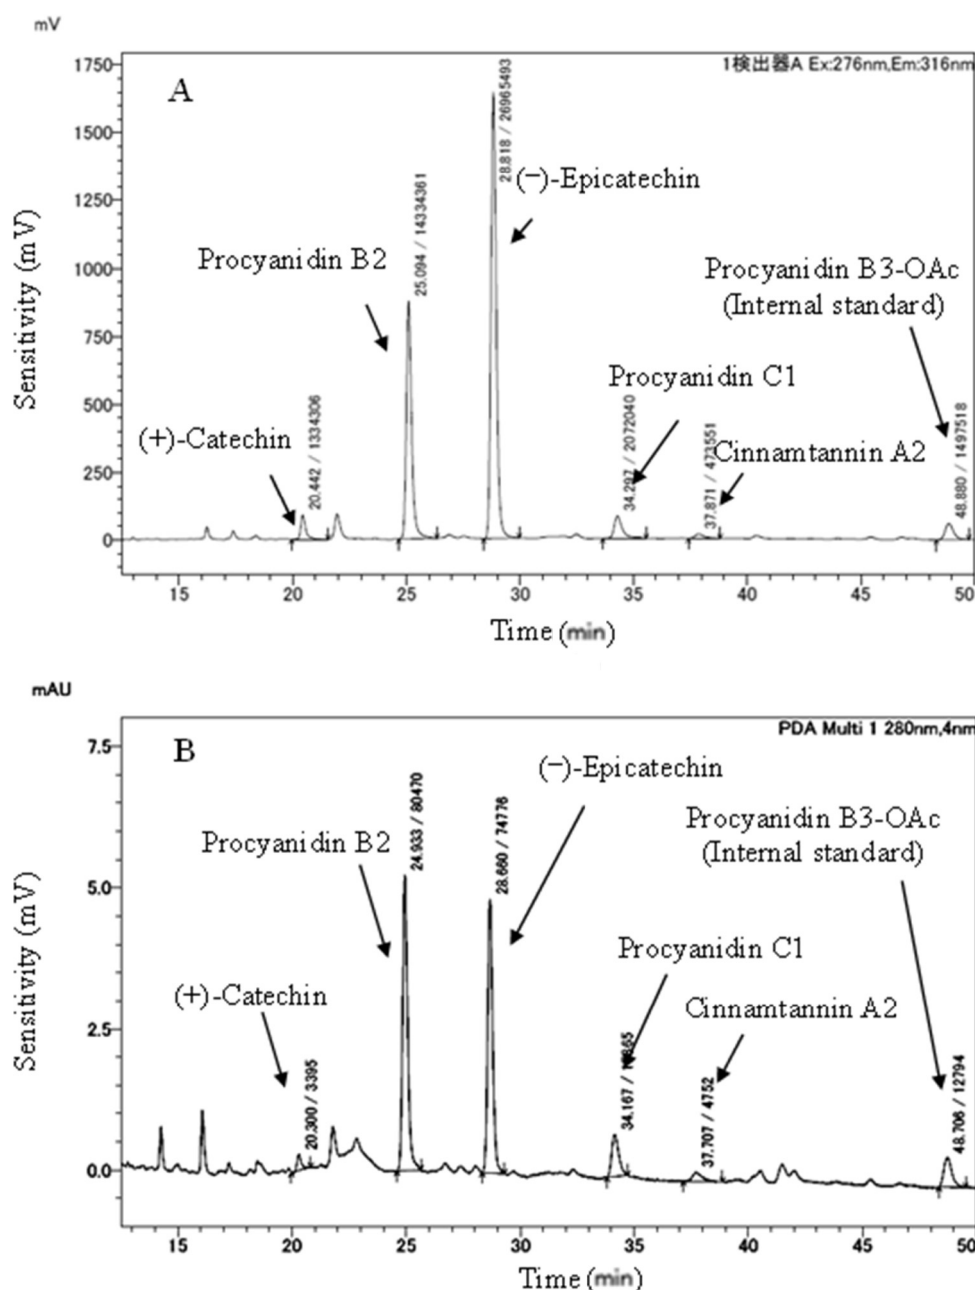 mV
1750
A
1検出器A Ex:276nm,Em:316nm
1500
28.818 / 26965493
(−)-Epicatechin
1250
25.094 / 14334361
Procyanidin B2
Procyanidin B3-OAc
(Internal standard)
1000
Sensitivity (mV)
750
Procyanidin C1
500
(+)-Catechin
20.442 / 1334306
34.297 / 2072040
Cinnamtannin A2
37.871 / 473551
48.880 / 1497518
250
0
15
20
25
30
35
40
45
50
Time (min)
mAU
7.5
B
PDA Multi 1 280nm,4nm
(−)-Epicatechin
24.933 / 80470
28.660 / 74776
Procyanidin B2
Procyanidin B3-OAc
(Internal standard)
5.0
Sensitivity (mV)
Procyanidin C1
(+)-Catechin
Cinnamtannin A2
2.5
20.300 / 3395
34.167 /
37.707 / 4752
48.706 / 12794
0.0
15
20
25
30
35
40
45
50
Time (min)